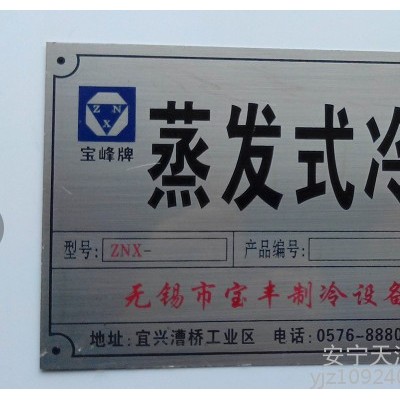 Z N
X
宝峰牌
蒸发式冷
型号: ZNX-
产品编号:
无锡市宝丰制冷设备
地址: 宜兴漕桥工业区 电话: 0576-8880
安宁天
yjz10924